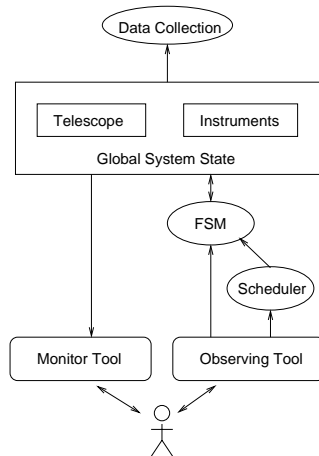 Data Collection
Telescope
Instruments
Global System State
FSM
Scheduler
Monitor Tool
Observing Tool